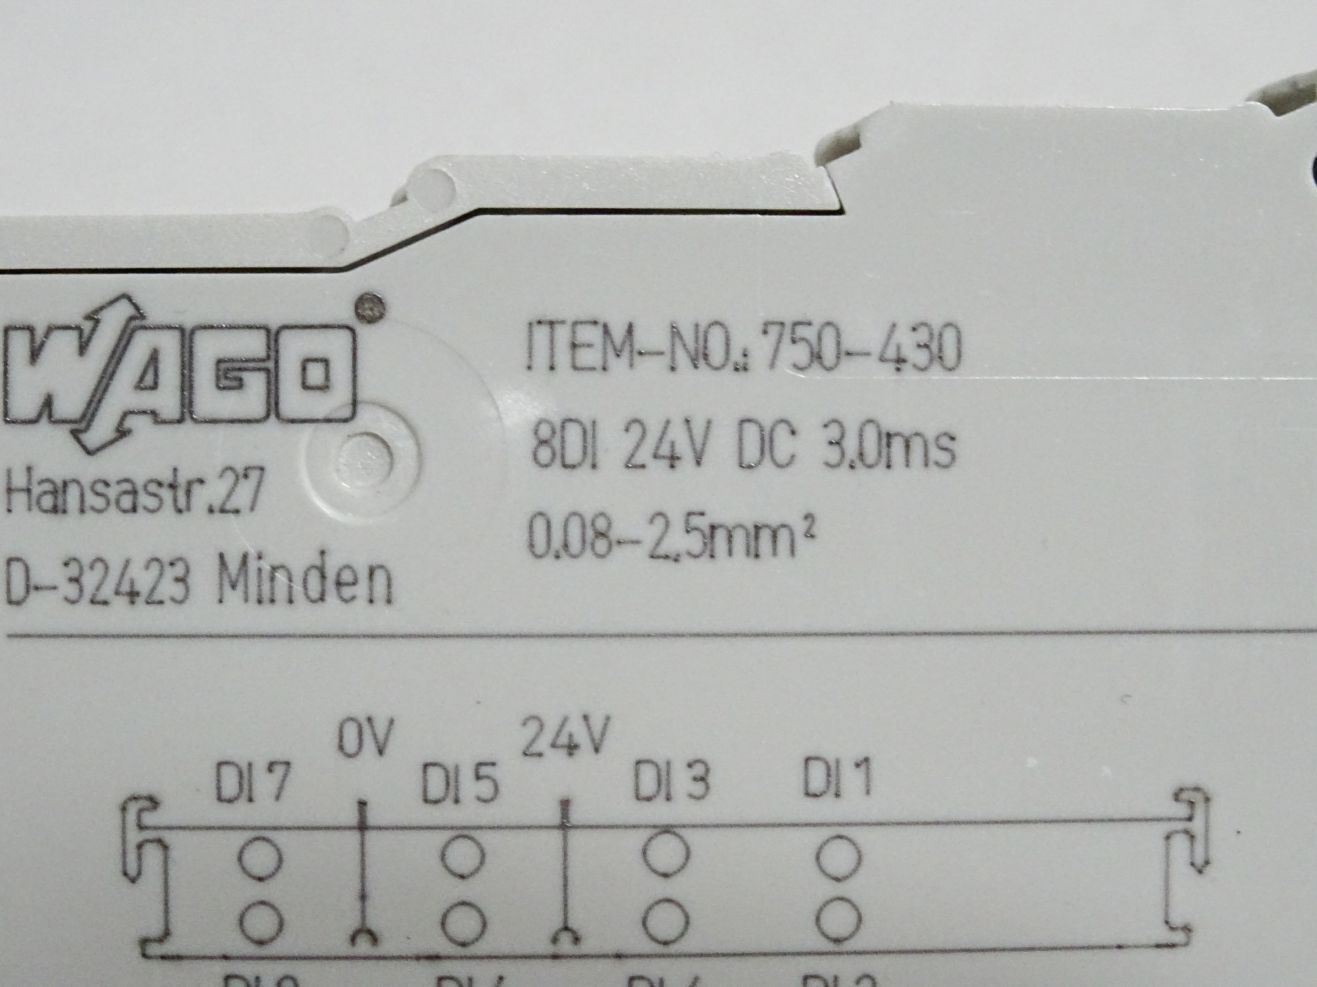 WAGO
ITEM-NO.: 750-430
8DI 24V DC 3.0ms
0.08-2.5mm²
Hansastr.27
D-32423 Minden
0V 24V
DI 7 DI 5 DI 3 DI 1